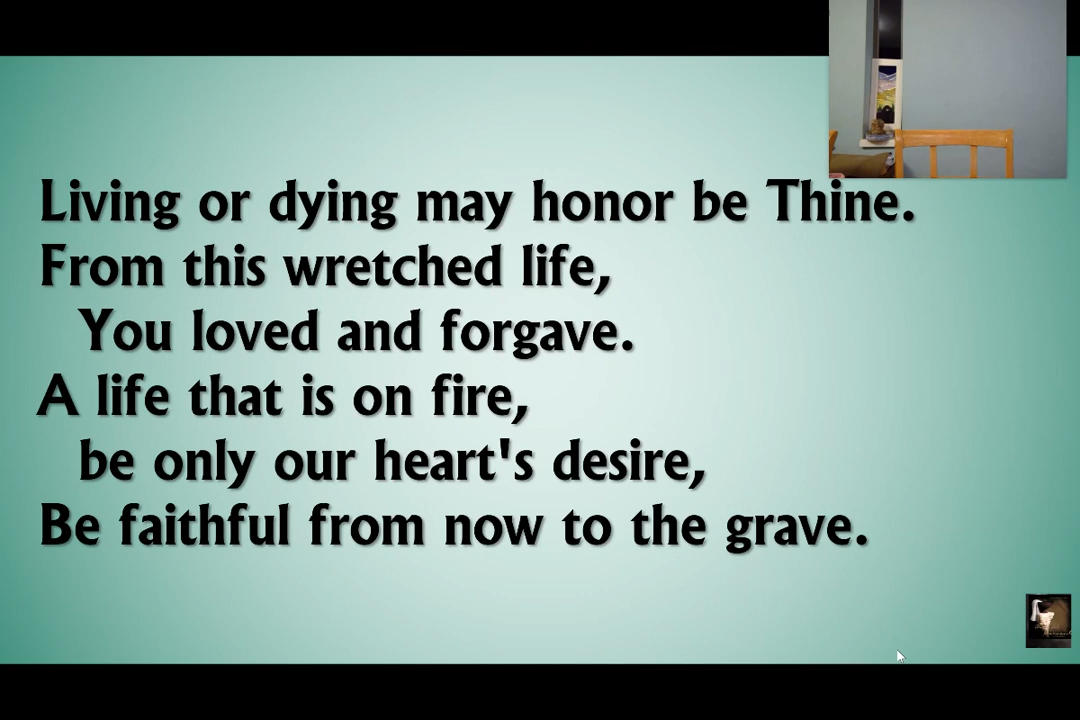 Living or dying may honor be Thine.
From this wretched life,
You loved and forgave.
A life that is on fire,
be only our heart's desire,
Be faithful from now to the grave.